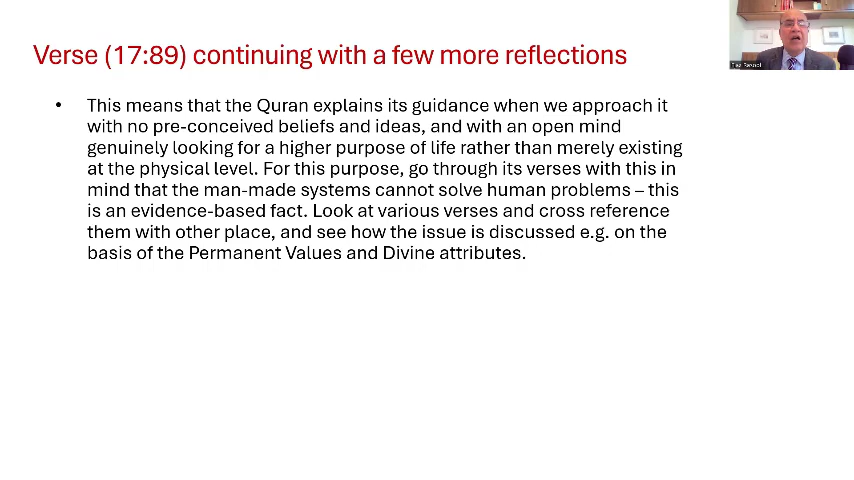 Verse (17:89) continuing with a few more reflections
• This means that the Quran explains its guidance when we approach it
with no pre-conceived beliefs and ideas, and with an open mind
genuinely looking for a higher purpose of life rather than merely existing
at the physical level. For this purpose, go through its verses with this in
mind that the man-made systems cannot solve human problems – this
is an evidence-based fact. Look at various verses and cross reference
them with other place, and see how the issue is discussed e.g. on the
basis of the Permanent Values and Divine attributes.
Rasool